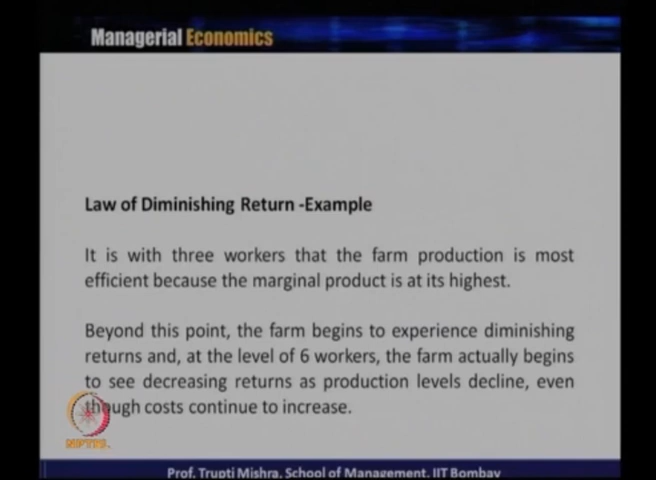 Managerial Economics
Law of Diminishing Return -Example
It is with three workers that the farm production is most
efficient because the marginal product is at its highest.
Beyond this point, the farm begins to experience diminishing
returns and, at the level of 6 workers, the farm actually begins
to see decreasing returns as production levels decline, even
though costs continue to increase.
NPTEL
Prof. Trupti Mishra, School of Management, IIT Bombay